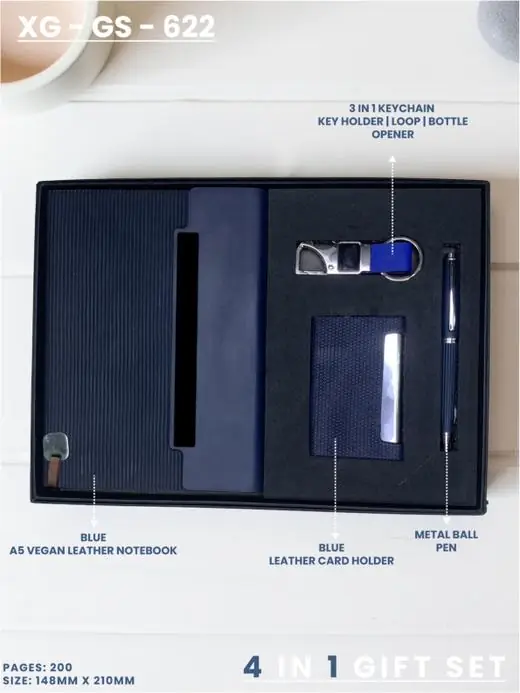 XG - GS - 622
3 IN 1 KEYCHAIN
KEY HOLDER | LOOP | BOTTLE
OPENER
BLUE
A5 VEGAN LEATHER NOTEBOOK
BLUE
LEATHER CARD HOLDER
METAL BALL
PEN
PAGES: 200
SIZE: 148MM X 210MM
4 IN 1 GIFT SET